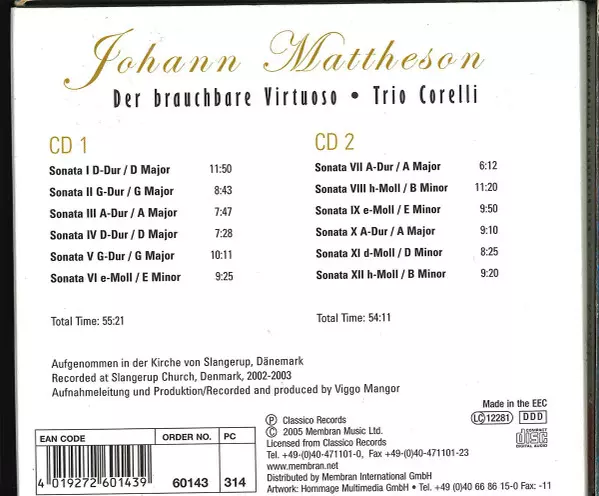 Johann Mattheson
Der brauchbare Virtuoso • Trio Corelli
CD 1
Sonata I D-Dur / D Major 11:50
Sonata II G-Dur / G Major 8:43
Sonata III A-Dur / A Major 7:47
Sonata IV D-Dur / D Major 7:28
Sonata V G-Dur / G Major 10:11
Sonata VI e-Moll / E Minor 9:25
Total Time: 55:21
CD 2
Sonata VII A-Dur / A Major 6:12
Sonata VIII h-Moll / B Minor 11:20
Sonata IX e-Moll / E Minor 9:50
Sonata X A-Dur / A Major 9:10
Sonata XI d-Moll / D Minor 8:25
Sonata XII h-Moll / B Minor 9:20
Total Time: 54:11
Aufgenommen in der Kirche von Slangerup, Dänemark
Recorded at Slangerup Church, Denmark, 2002-2003
Aufnahmeleitung und Produktion/Recorded and produced by Viggo Mangor
EAN CODE ORDER NO. PC
4 019272 601439 60143 314
Ⓟ Classico Records
© 2005 Membran Music Ltd.
Licensed from Classico Records
Tel. +49-(0)40-471101-0, Fax +49-(0)40-471101-23
www.membran.net
Distributed by Membran International GmbH
Artwork: Hommage Multimedia GmbH · Tel. +49(0)40 66 86 15-0 Fax: -11
Made in the EEC
LC 12281 DDD
COMPACT
disc
DIGITAL AUDIO